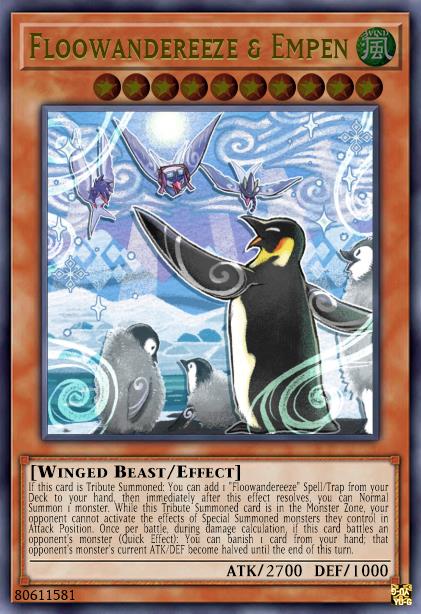 FLOOWANDEREEZE & EMPEN
WIND
風
[WINGED BEAST/EFFECT]
If this card is Tribute Summoned: You can add 1 "Floowandereeze" Spell/Trap from your
Deck to your hand, then immediately after this effect resolves, you can Normal
Summon 1 monster. While this Tribute Summoned card is in the Monster Zone, your
opponent cannot activate the effects of Special Summoned monsters they control in
Attack Position. Once per battle, during damage calculation, if this card battles an
opponent's monster (Quick Effect): You can banish 1 card from your hand; that
opponent's monster's current ATK/DEF become halved until the end of this turn.
ATK/2700 DEF/1000
80611581